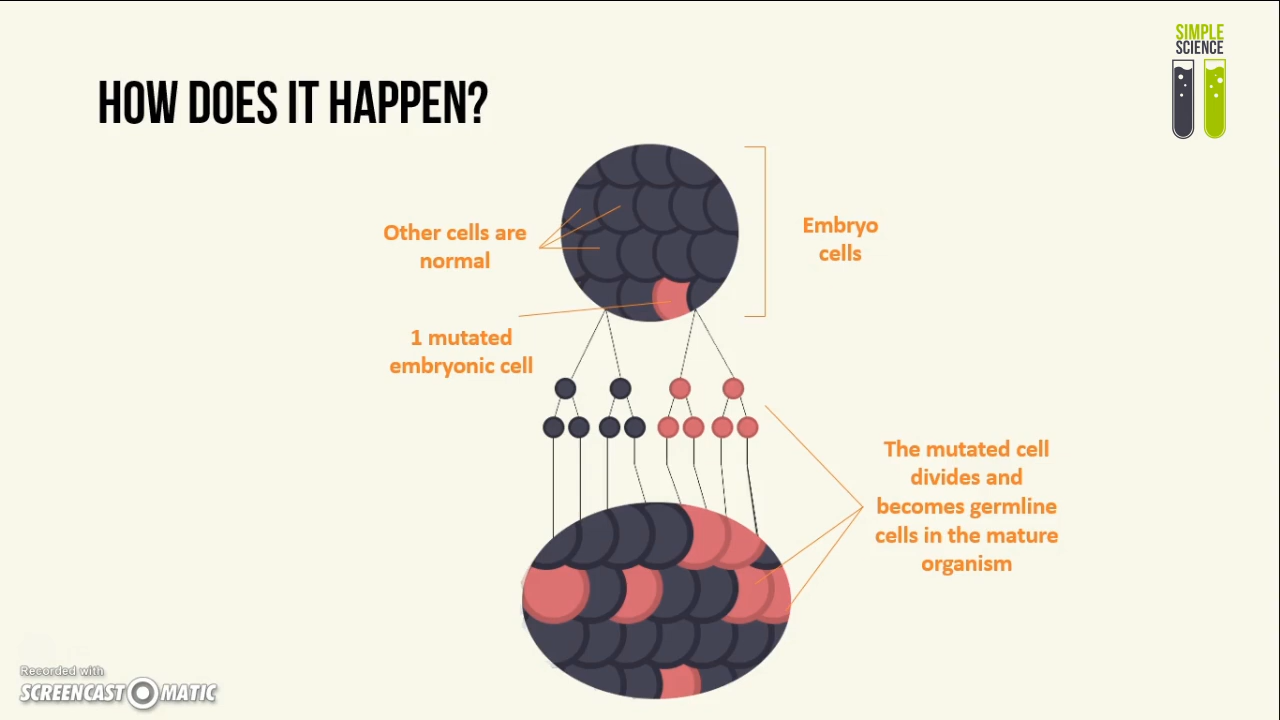 SIMPLE
SCIENCE
HOW DOES IT HAPPEN?
Other cells are
normal
Embryo
cells
1 mutated
embryonic cell
The mutated cell
divides and
becomes germline
cells in the mature
organism
Recorded with
SCREENCAST MATIC